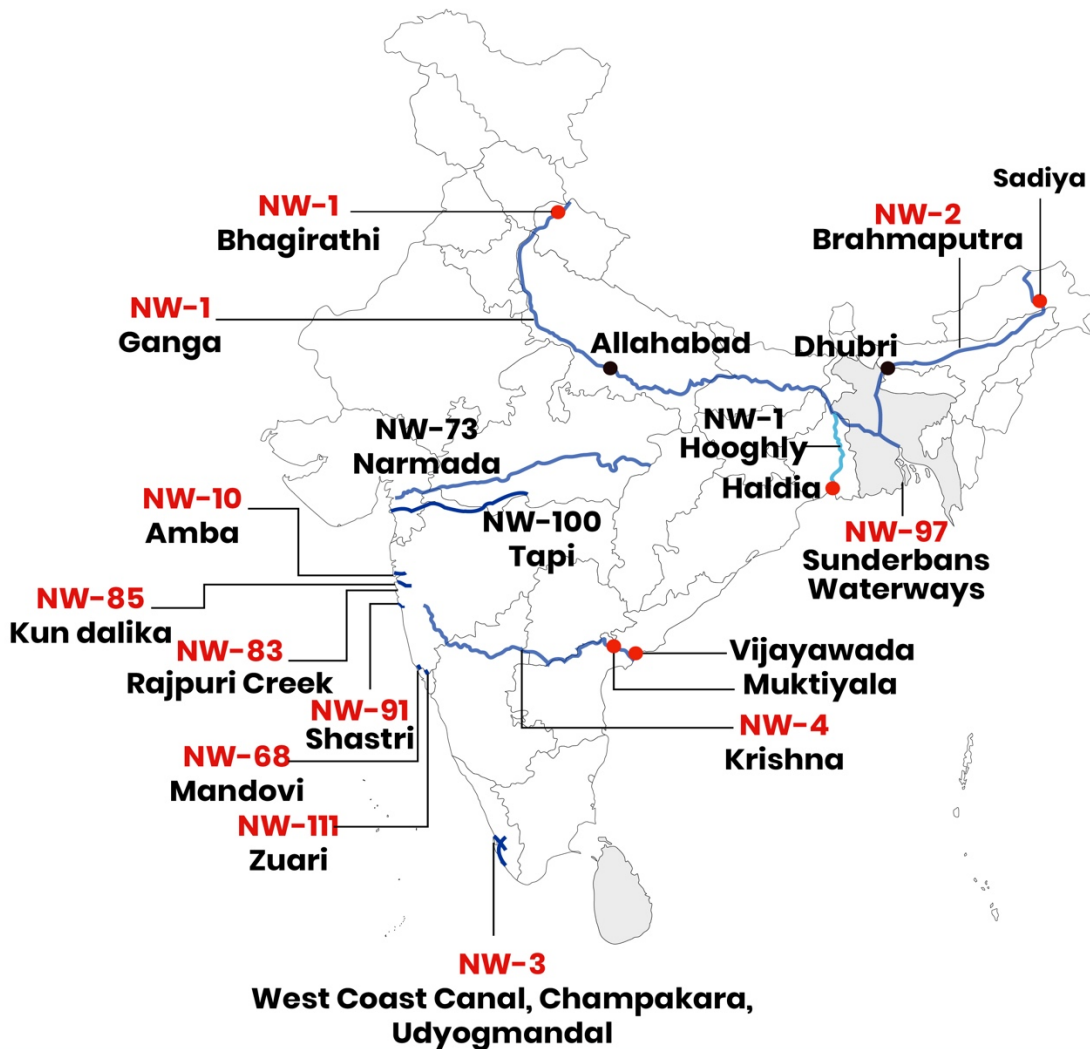 Sadiya
NW-1
Bhagirathi
NW-2
Brahmaputra
NW-1
Ganga
Allahabad
Dhubri
NW-1
Hooghly
Haldia
NW-73
Narmada
NW-10
Amba
NW-100
Tapi
NW-97
Sunderbans
Waterways
NW-85
Kun dalika
NW-83
Rajpuri Creek
Vijayawada
Muktiyala
NW-91
Shastri
NW-4
Krishna
NW-68
Mandovi
NW-111
Zuari
NW-3
West Coast Canal, Champakara,
Udyogmandal